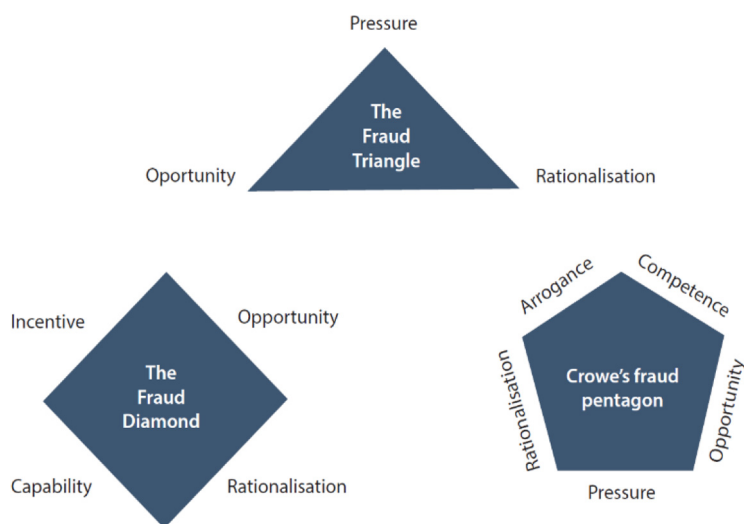 Pressure
The
Fraud
Triangle
Oportunity
Rationalisation
Incentive
Opportunity
The
Fraud
Diamond
Capability
Rationalisation
Arrogance
Competence
Rationalisation
Crowe's fraud
pentagon
Opportunity
Pressure